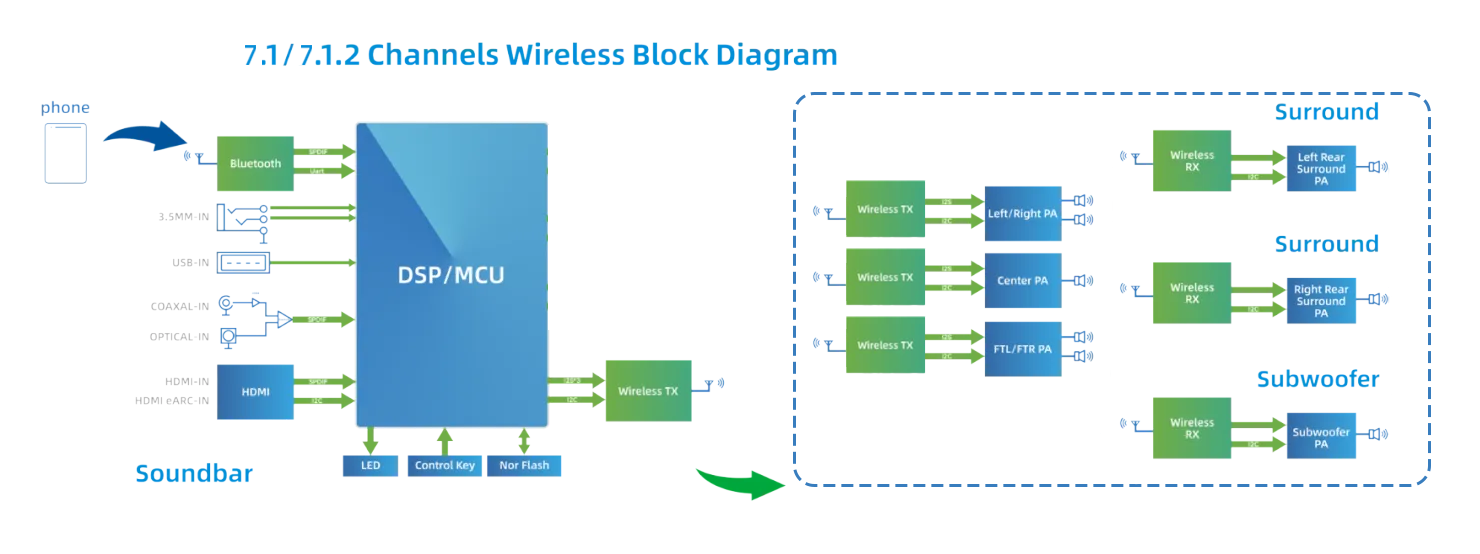 7.1/7.1.2 Channels Wireless Block Diagram
phone
Bluetooth
SPDIF
Uart
3.5MM-IN
USB-IN
COAXAL-IN
OPTICAL-IN
SPDIF
HDMI-IN
HDMI eARC-IN
HDMI
SPDIF
I2C
DSP/MCU
I2C
Wireless TX
LED
Control Key
Nor Flash
Soundbar
Wireless TX
I2S
I2C
Left/Right PA
Wireless TX
I2S
I2C
Center PA
Wireless TX
I2S
I2C
FTL/FTR PA
Surround
Wireless
RX
I2C
Left Rear
Surround
PA
Surround
Wireless
RX
I2C
Right Rear
Surround
PA
Subwoofer
Wireless
RX
I2C
Subwoofer
PA